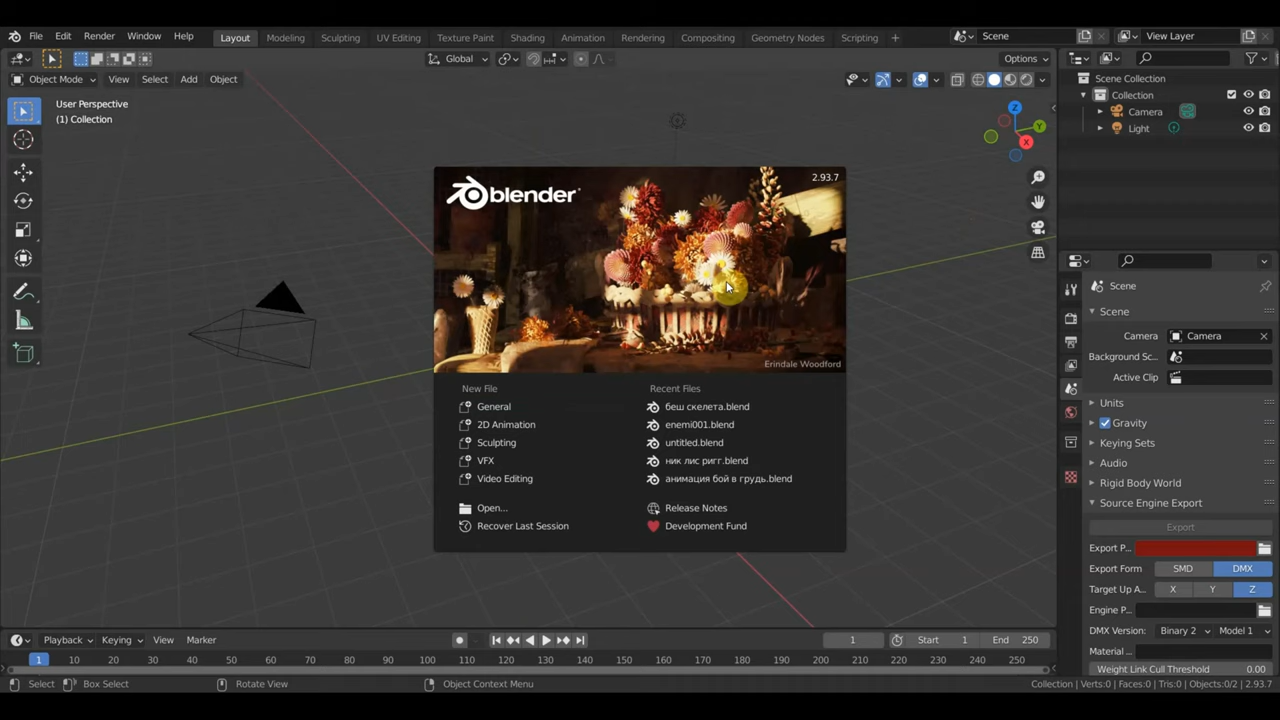 File Edit Render Window Help Layout Modeling Sculpting UV Editing Texture Paint Shading Animation Rendering Compositing Geometry Nodes Scripting + Scene View Layer
Global Options
Object Mode View Select Add Object
User Perspective
(1) Collection
Z
Y
X
Scene Collection
Collection
Camera
Light
blender
2.93.7
Erindale Woodford
New File
General
2D Animation
Sculpting
VFX
Video Editing
Open...
Recover Last Session
Recent Files
беш скелета.blend
enemi001.blend
untitled.blend
ник лис ригг.blend
анимация бой в грудь.blend
Release Notes
Development Fund
Scene
Scene
Camera Camera
Background Sc...
Active Clip
Units
Gravity
Keying Sets
Audio
Rigid Body World
Source Engine Export
Export
Export P...
Export Form SMD DMX
Target Up A... X Y Z
Engine P...
DMX Version: Binary 2 Model 1
Material ...
Weight Link Cull Threshold 0.00
Playback Keying View Marker 1 Start 1 End 250
1 10 20 30 40 50 60 70 80 90 100 110 120 130 140 150 160 170 180 190 200 210 220 230 240 250
Select Box Select Rotate View Object Context Menu Collection | Verts:0 | Faces:0 | Tris:0 | Objects:0/2 | 2.93.7